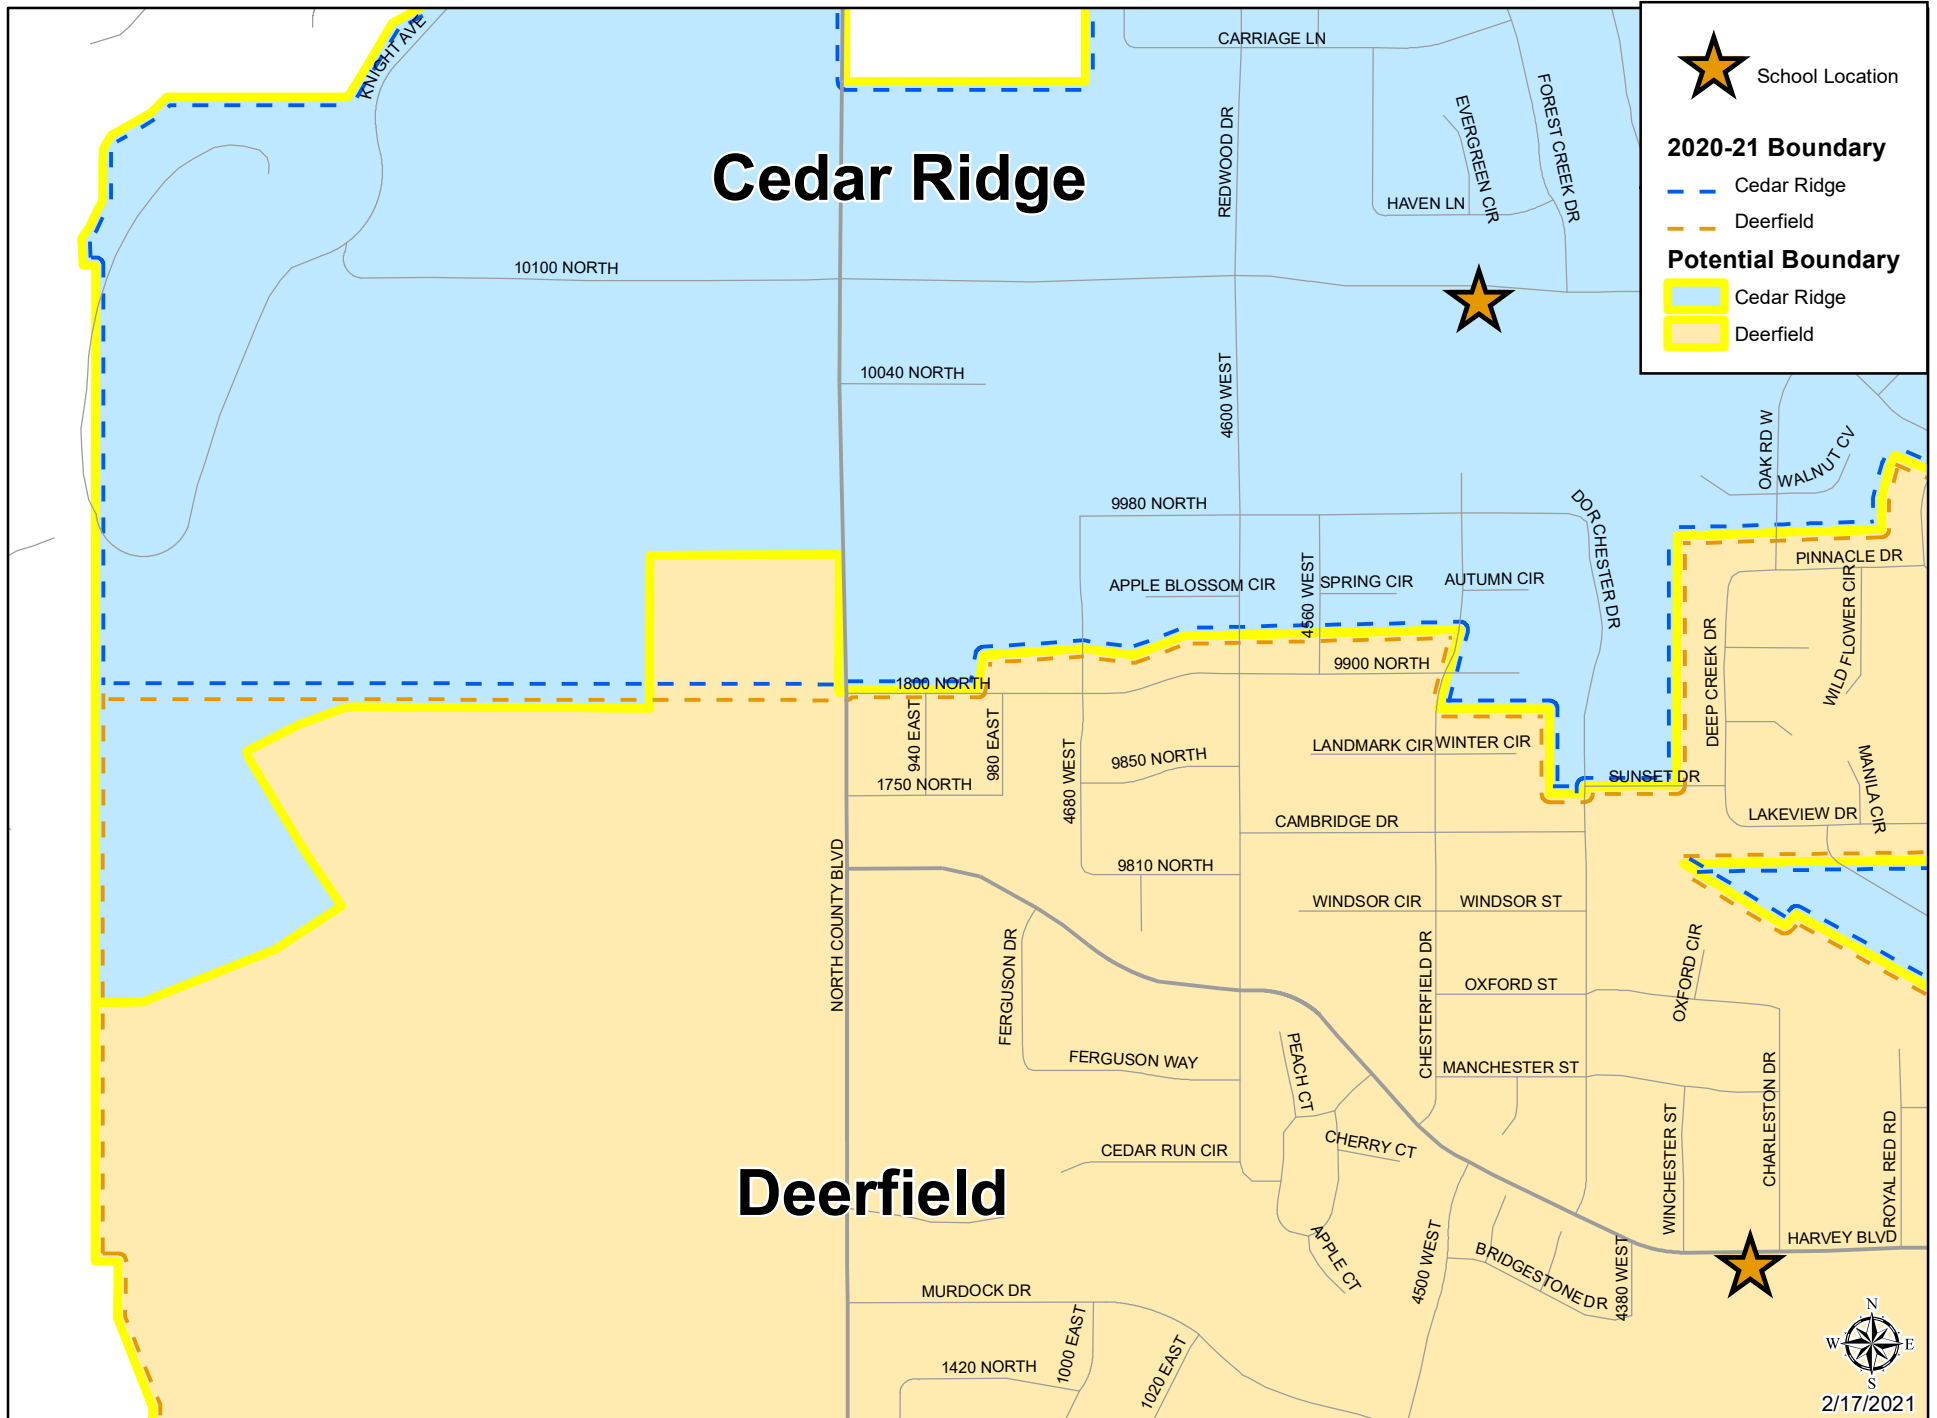 KNIGHT AVE
CARRIAGE LN
School Location
2020-21 Boundary
Cedar Ridge
Deerfield
Potential Boundary
Cedar Ridge
Deerfield
Cedar Ridge
REDWOOD DR
EVERGREEN CIR
FOREST CREEK DR
HAVEN LN
10100 NORTH
10040 NORTH
4600 WEST
OAK RD W
WALNUT CV
9980 NORTH
DORCHESTER DR
PINNACLE DR
APPLE BLOSSOM CIR
4560 WEST
SPRING CIR
AUTUMN CIR
WILD FLOWER CIR
DEEP CREEK DR
9900 NORTH
1800 NORTH
940 EAST
980 EAST
4680 WEST
9850 NORTH
LANDMARK CIR
WINTER CIR
1750 NORTH
SUNSET DR
MANILA CIR
LAKEVIEW DR
CAMBRIDGE DR
NORTH COUNTY BLVD
9810 NORTH
WINDSOR CIR
WINDSOR ST
FERGUSON DR
CHESTERFIELD DR
OXFORD ST
OXFORD CIR
FERGUSON WAY
PEACH CT
MANCHESTER ST
CHARLESTON DR
WINCHESTER ST
ROYAL RED RD
CEDAR RUN CIR
CHERRY CT
Deerfield
APPLE CT
4500 WEST
BRIDGESTONE DR
4380 WEST
HARVEY BLVD
MURDOCK DR
1000 EAST
1020 EAST
1420 NORTH
N
W
E
S
2/17/2021